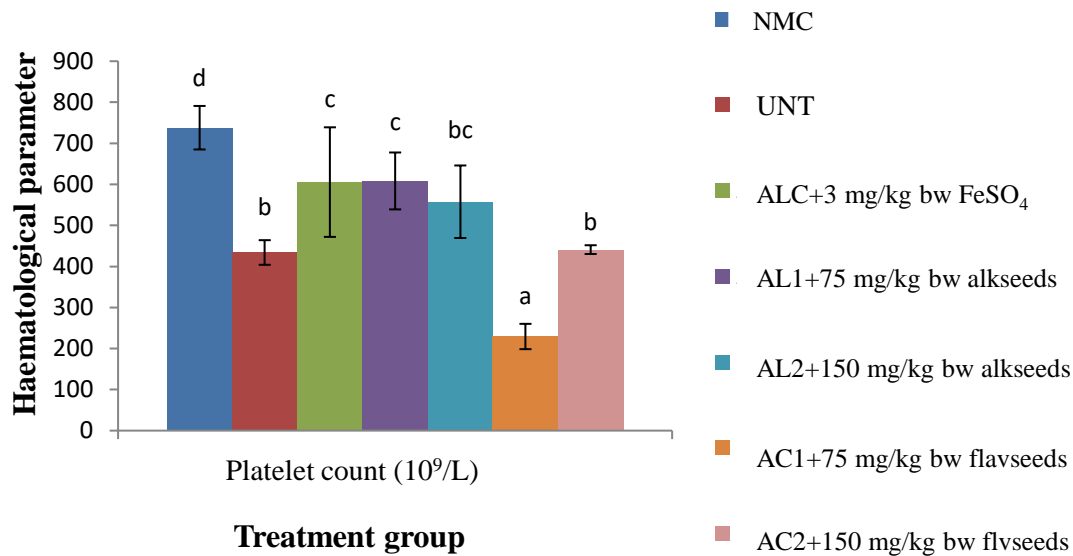 Haematological parameter
900
800
700
600
500
400
300
200
100
0
d
b
c
c
bc
a
b
Platelet count (10⁹/L)
Treatment group
NMC
UNT
ALC+3 mg/kg bw FeSO₄
AL1+75 mg/kg bw alkseeds
AL2+150 mg/kg bw alkseeds
AC1+75 mg/kg bw flavseeds
AC2+150 mg/kg bw flvseeds